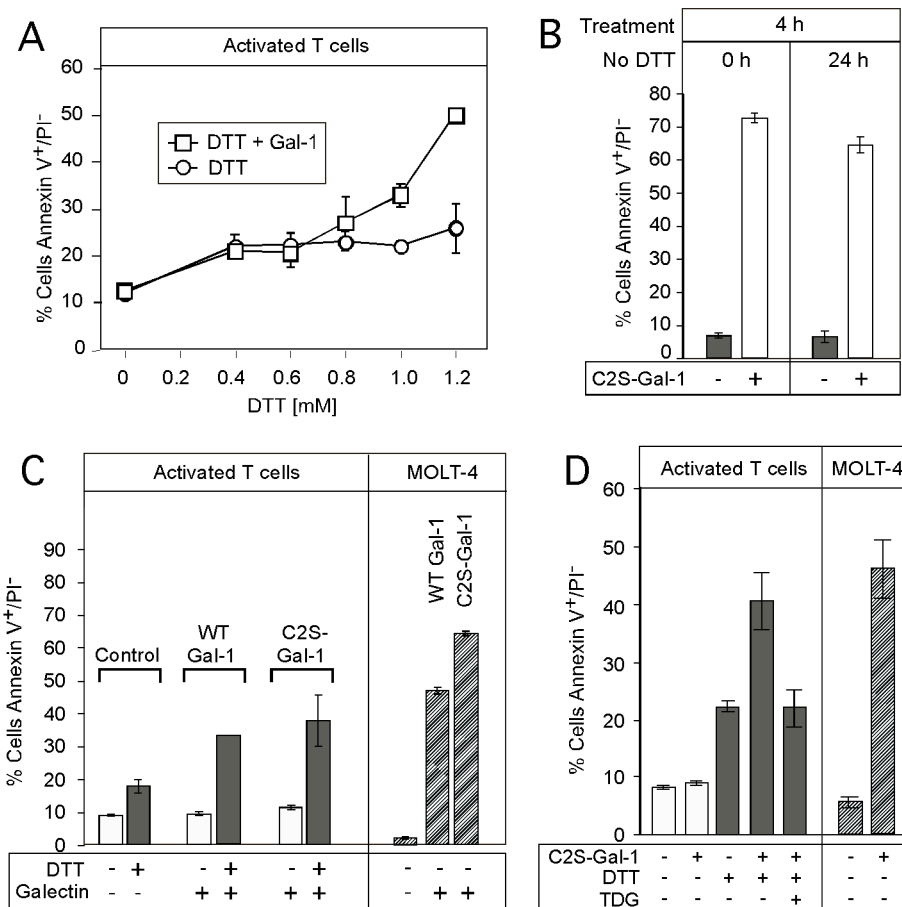 A
Activated T cells
60
50
40
30
20
10
0
% Cells Annexin V+/PI-
DTT + Gal-1
DTT
0 0.2 0.4 0.6 0.8 1.0 1.2
DTT [mM]
B
Treatment 4 h
No DTT 0 h 24 h
80
70
60
50
40
30
20
10
0
% Cells Annexin V+/PI-
C2S-Gal-1 - + - +
C
Activated T cells MOLT-4
90
80
70
60
50
40
30
20
10
0
% Cells Annexin V+/PI-
Control
WT Gal-1
C2S-Gal-1
WT Gal-1
C2S-Gal-1
DTT - + - + - + - - -
Galectin - - + + + + - + +
D
Activated T cells MOLT-4
60
50
40
30
20
10
0
% Cells Annexin V+/PI-
C2S-Gal-1 - + - + + - +
DTT - - + + + - -
TDG - - - - + - -